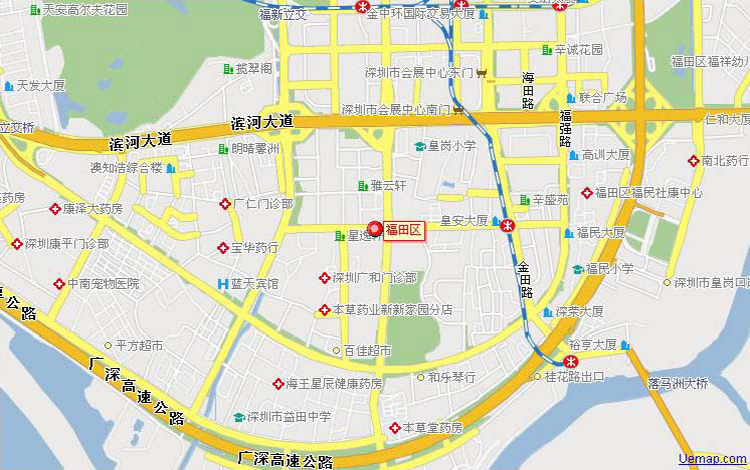 天安高尔夫花园
福新立交
金中环国际交易大厦
辛诚花园
福田区福祥幼儿
揽翠阁
深圳市会展中心东门
天发大厦
海田路
联合广场
深圳市会展中心南门
仁和大厦
立交桥
滨河大道
滨河大道
福强路
朗晴馨洲
皇岗小学
高训大厦
南北药行
澳知浩综合楼
雅云轩
福田区福民社康中心
药房
康泽大药房
广仁门诊部
辛盛苑
皇安大厦
福田区
星逸轩
福民大厦
深圳康平门诊部
宝华药行
金田路
福民小学
中南宠物医院
蓝天宾馆
深圳广和门诊部
深圳市皇岗口岸
公路
本草药业新新家园分店
深荣大厦
平方超市
百佳超市
裕亨大厦
广深高速公路
海王星辰健康药房
和乐琴行
桂花路出口
落马洲大桥
深圳市益田中学
本草堂药房
广深高速公路
Uemap.com